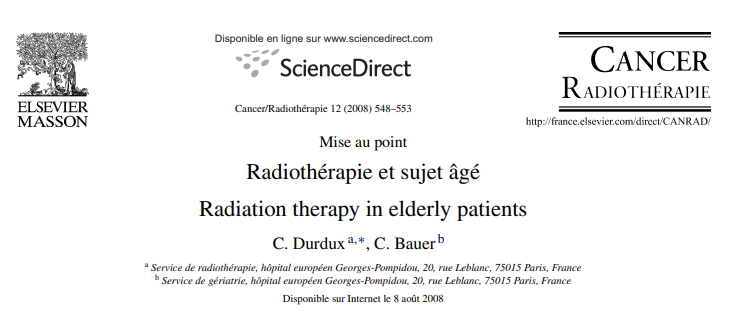 Disponible en ligne sur www.sciencedirect.com
ELSEVIER
MASSON
ScienceDirect
CANCER
RADIOTHÉRAPIE
Cancer/Radiothérapie 12 (2008) 548–553
http://france.elsevier.com/direct/CANRAD/
Mise au point
Radiothérapie et sujet âgé
Radiation therapy in elderly patients
C. Durdux a,*, C. Bauer b
a Service de radiothérapie, hôpital européen Georges-Pompidou, 20, rue Leblanc, 75015 Paris, France
b Service de gériatrie, hôpital européen Georges-Pompidou, 20, rue Leblanc, 75015 Paris, France
Disponible sur Internet le 8 août 2008